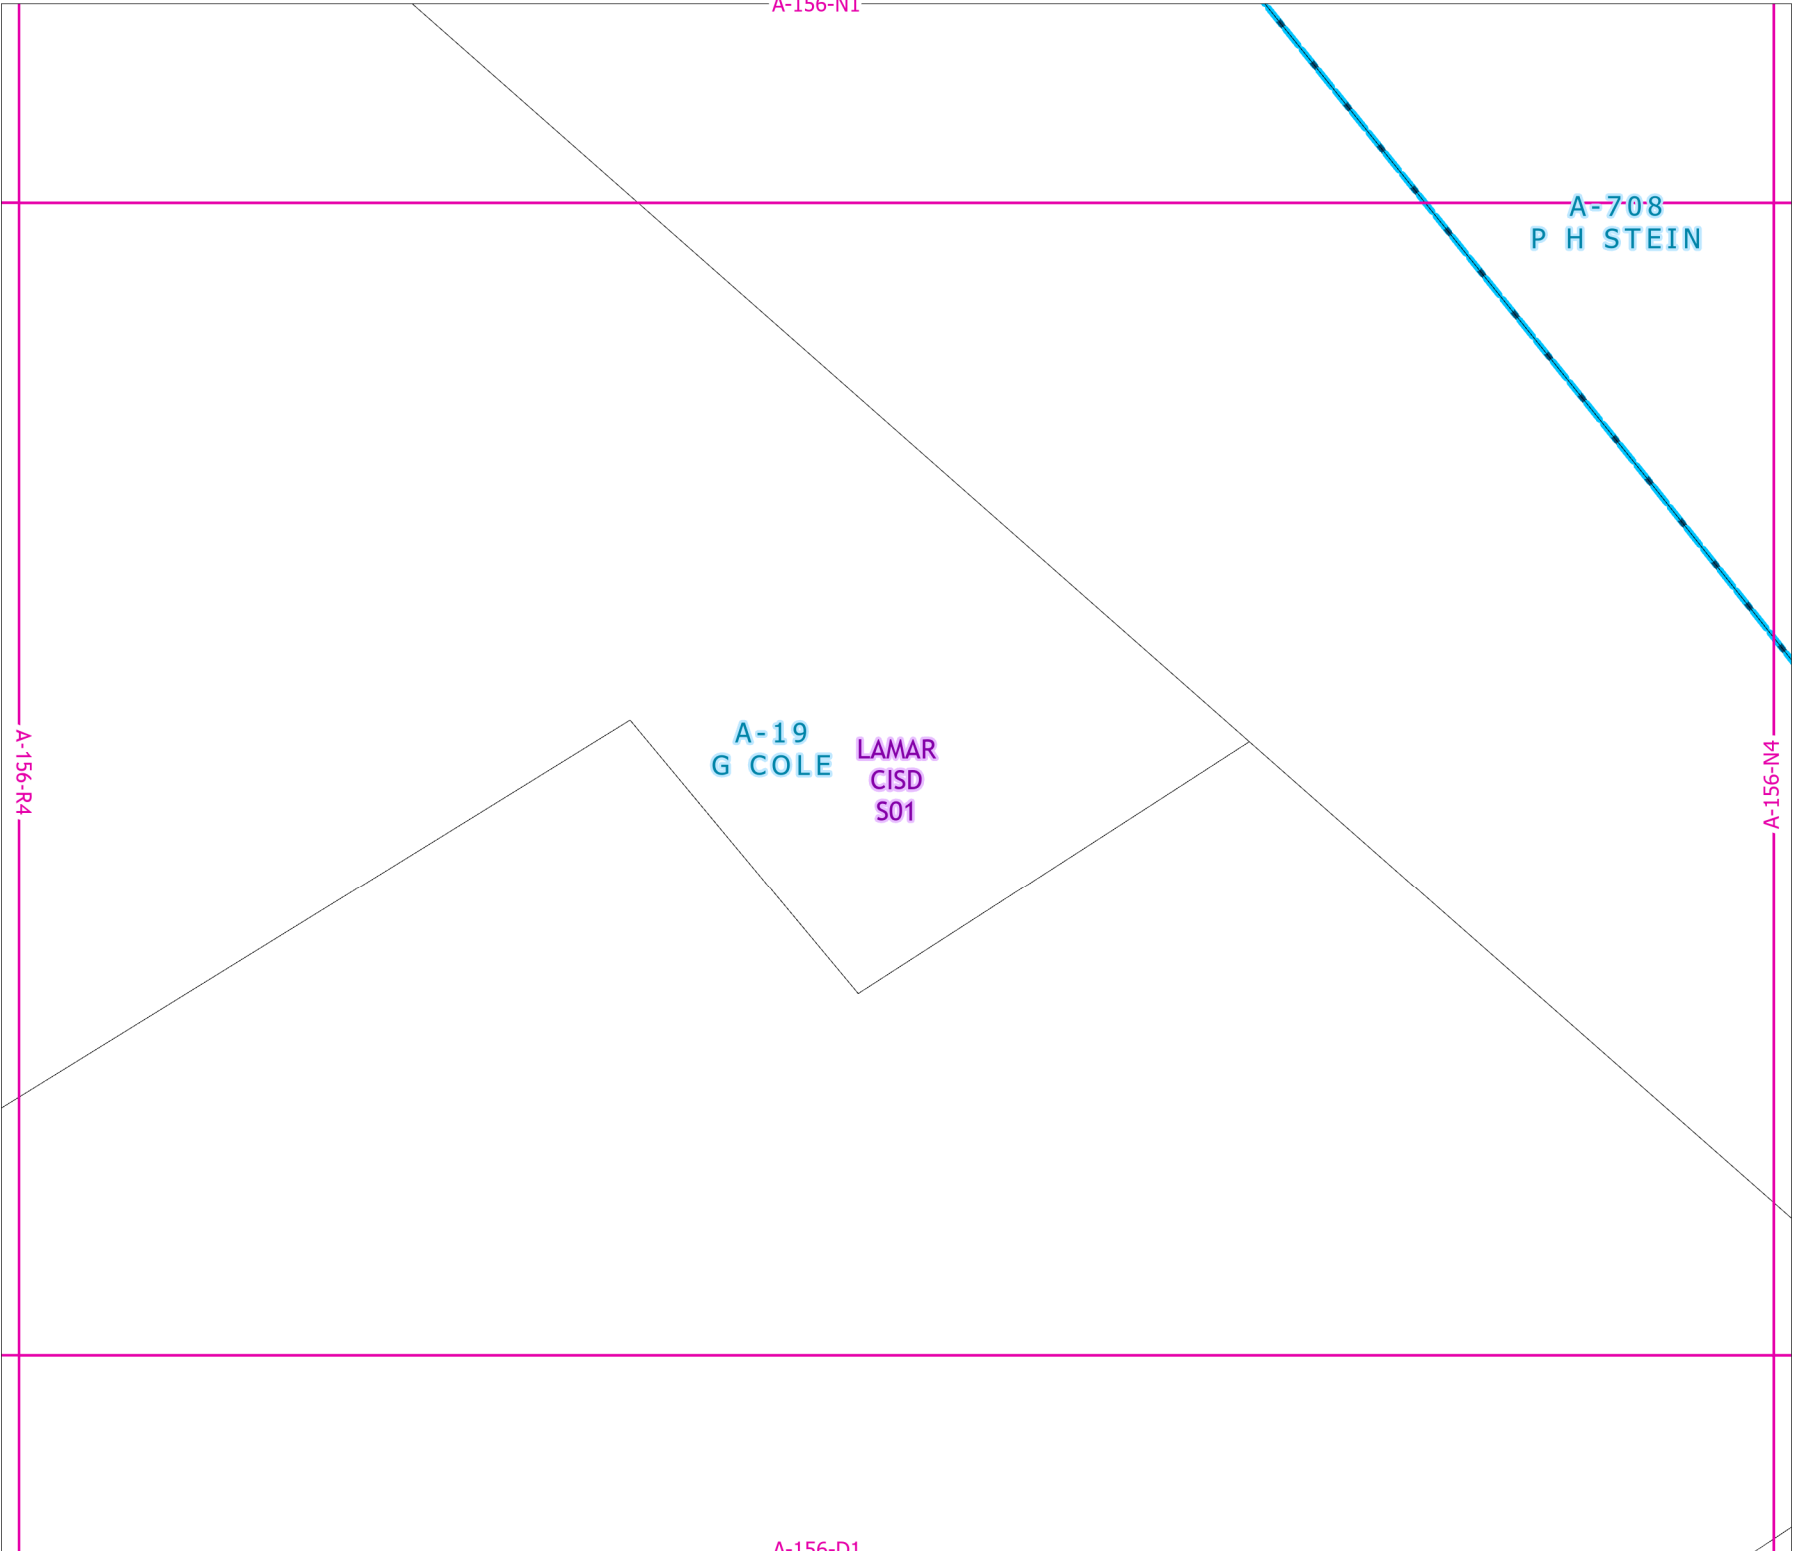 A-156-N1
A-708
P H STEIN
A-19
G COLE
LAMAR
CISD
S01
A-156-R4
A-156-N4
A-156-D1